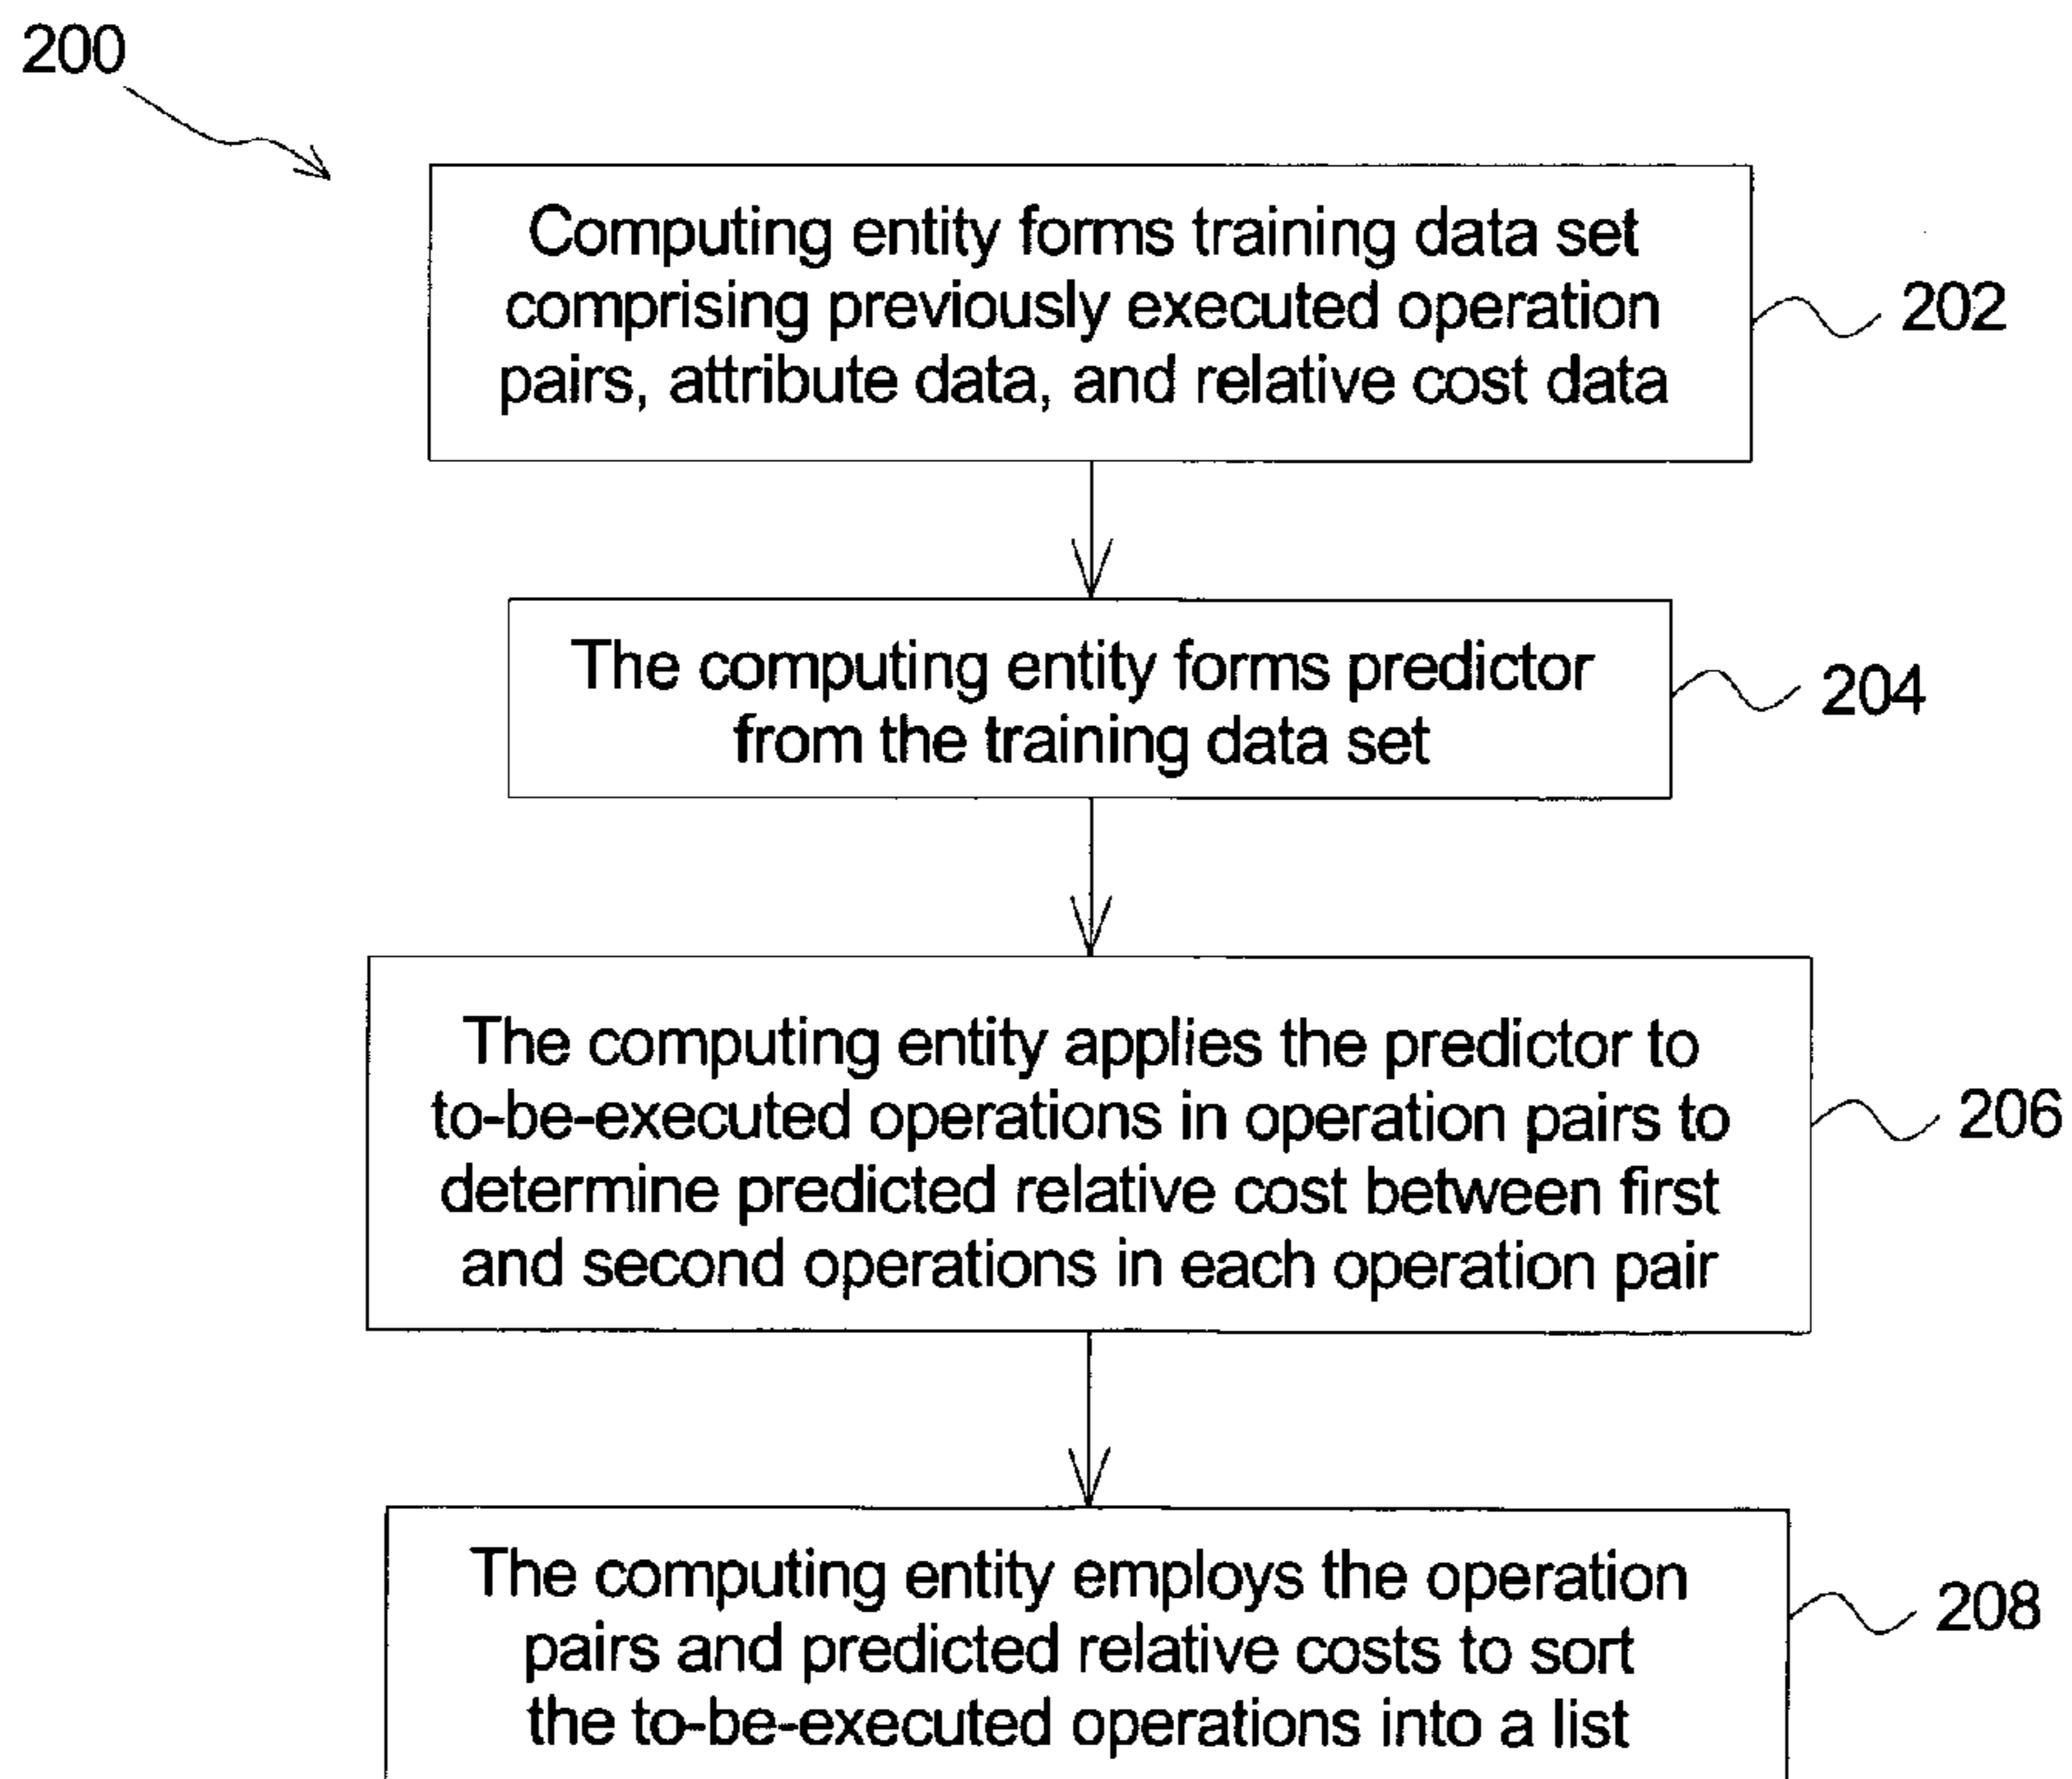 200
Computing entity forms training data set
comprising previously executed operation
pairs, attribute data, and relative cost data
202
The computing entity forms predictor
from the training data set
204
The computing entity applies the predictor to
to-be-executed operations in operation pairs to
determine predicted relative cost between first
and second operations in each operation pair
206
The computing entity employs the operation
pairs and predicted relative costs to sort
the to-be-executed operations into a list
208